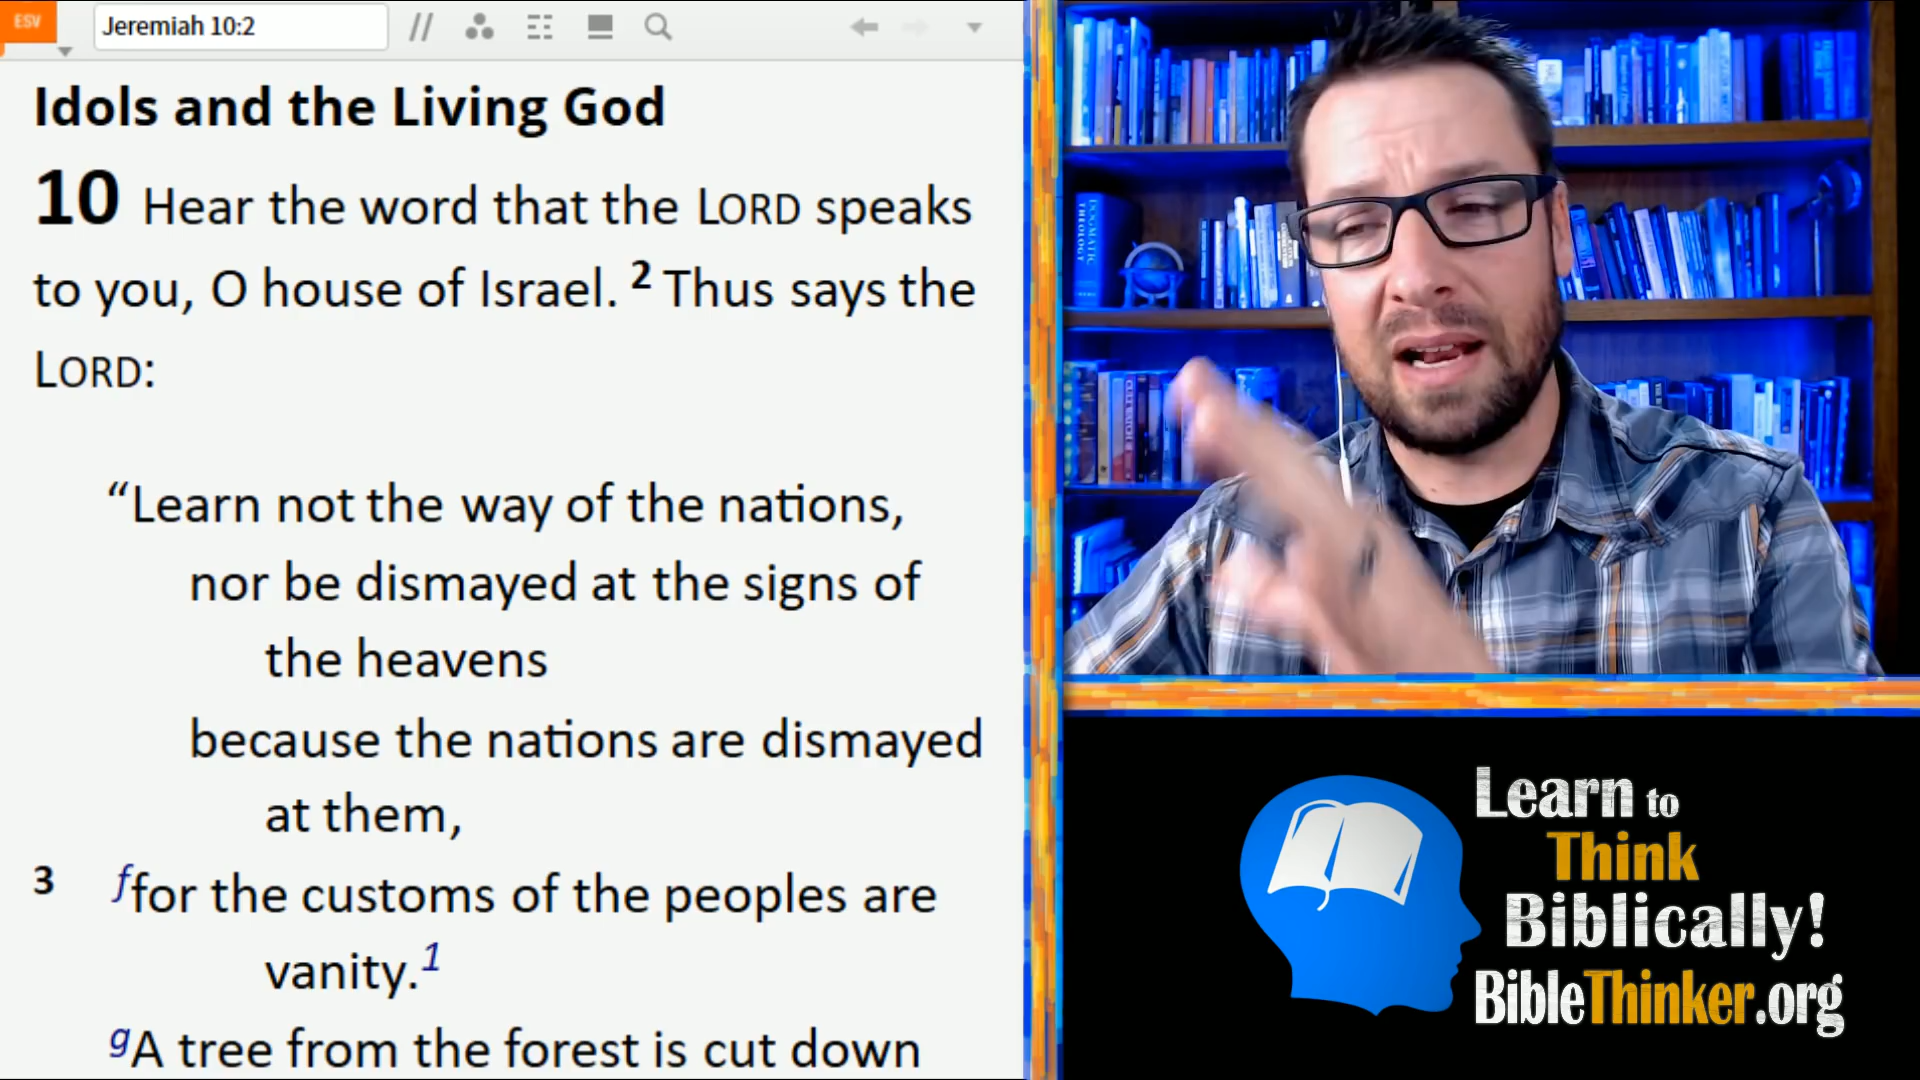 ESV
Jeremiah 10:2
Idols and the Living God
10 Hear the word that the LORD speaks
to you, O house of Israel. 2 Thus says the
LORD:
“Learn not the way of the nations,
nor be dismayed at the signs of
the heavens
because the nations are dismayed
at them,
3 f for the customs of the peoples are
vanity.1
g A tree from the forest is cut down
DOGMATIC
THEOLOGY
Learn to
Think
Biblically!
BibleThinker.org